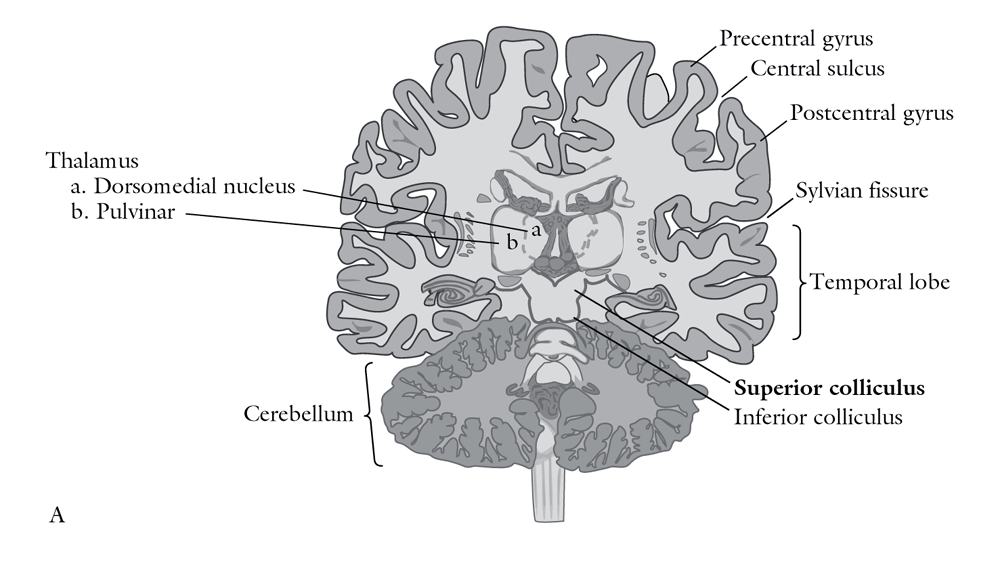 Precentral gyrus
Central sulcus
Postcentral gyrus
Thalamus
a. Dorsomedial nucleus
b. Pulvinar
Sylvian fissure
a
b
Temporal lobe
Superior colliculus
Inferior colliculus
Cerebellum
A